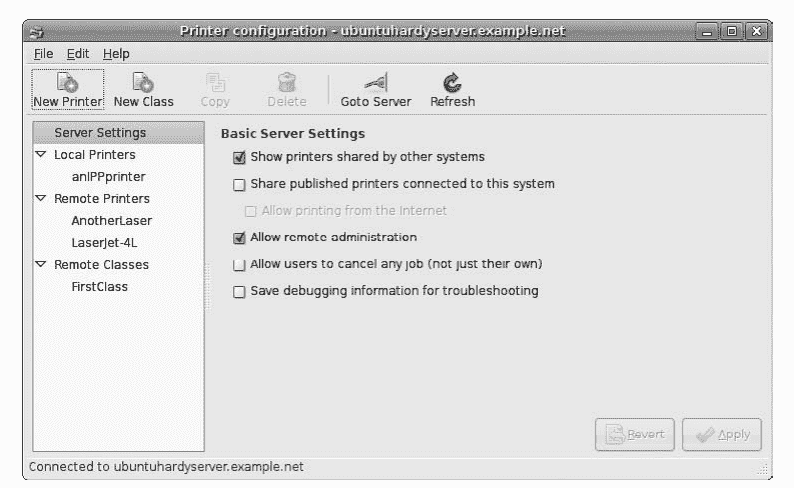 Printer configuration - ubuntuhardyserver.example.net
File Edit Help
New Printer New Class Copy Delete Goto Server Refresh
Server Settings
Local Printers
anIPPprinter
Remote Printers
AnotherLaser
LaserJet-4L
Remote Classes
FirstClass
Basic Server Settings
Show printers shared by other systems
Share published printers connected to this system
Allow printing from the Internet
Allow remote administration
Allow users to cancel any job (not just their own)
Save debugging information for troubleshooting
Revert Apply
Connected to ubuntuhardyserver.example.net